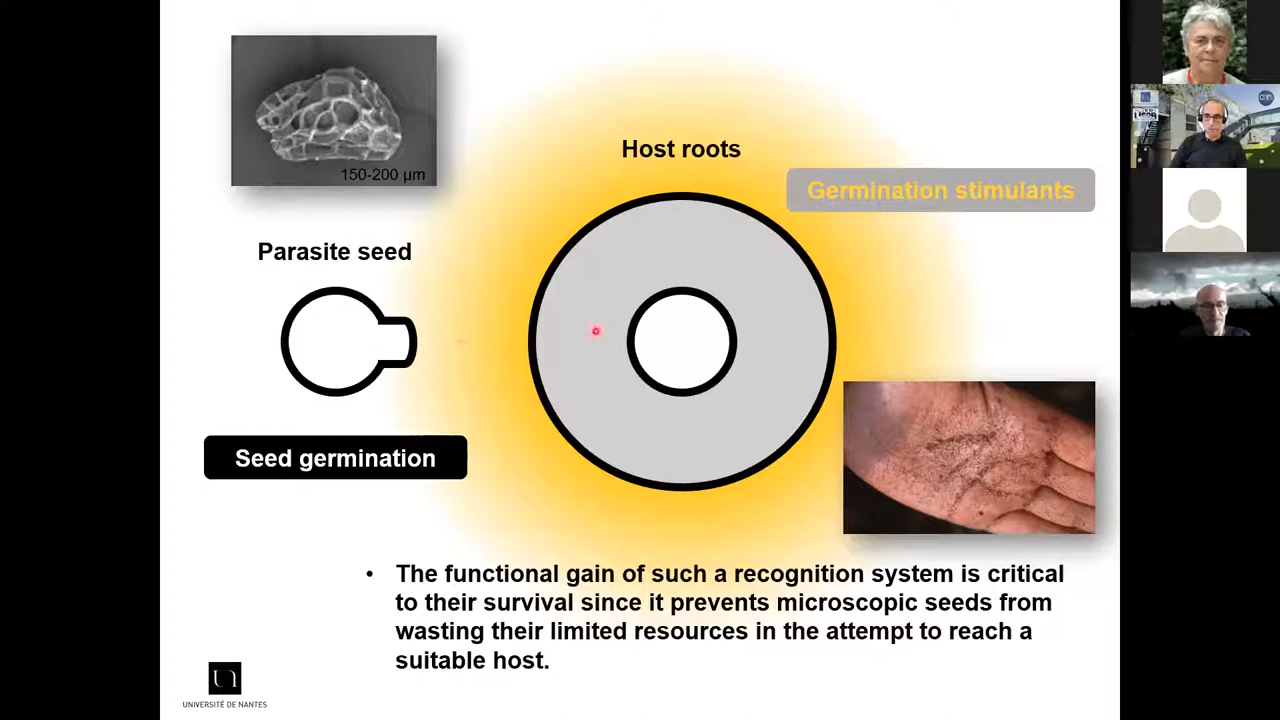 150-200 µm
Host roots
Germination stimulants
Parasite seed
Seed germination
• The functional gain of such a recognition system is critical
to their survival since it prevents microscopic seeds from
wasting their limited resources in the attempt to reach a
suitable host.
UNIVERSITÉ DE NANTES